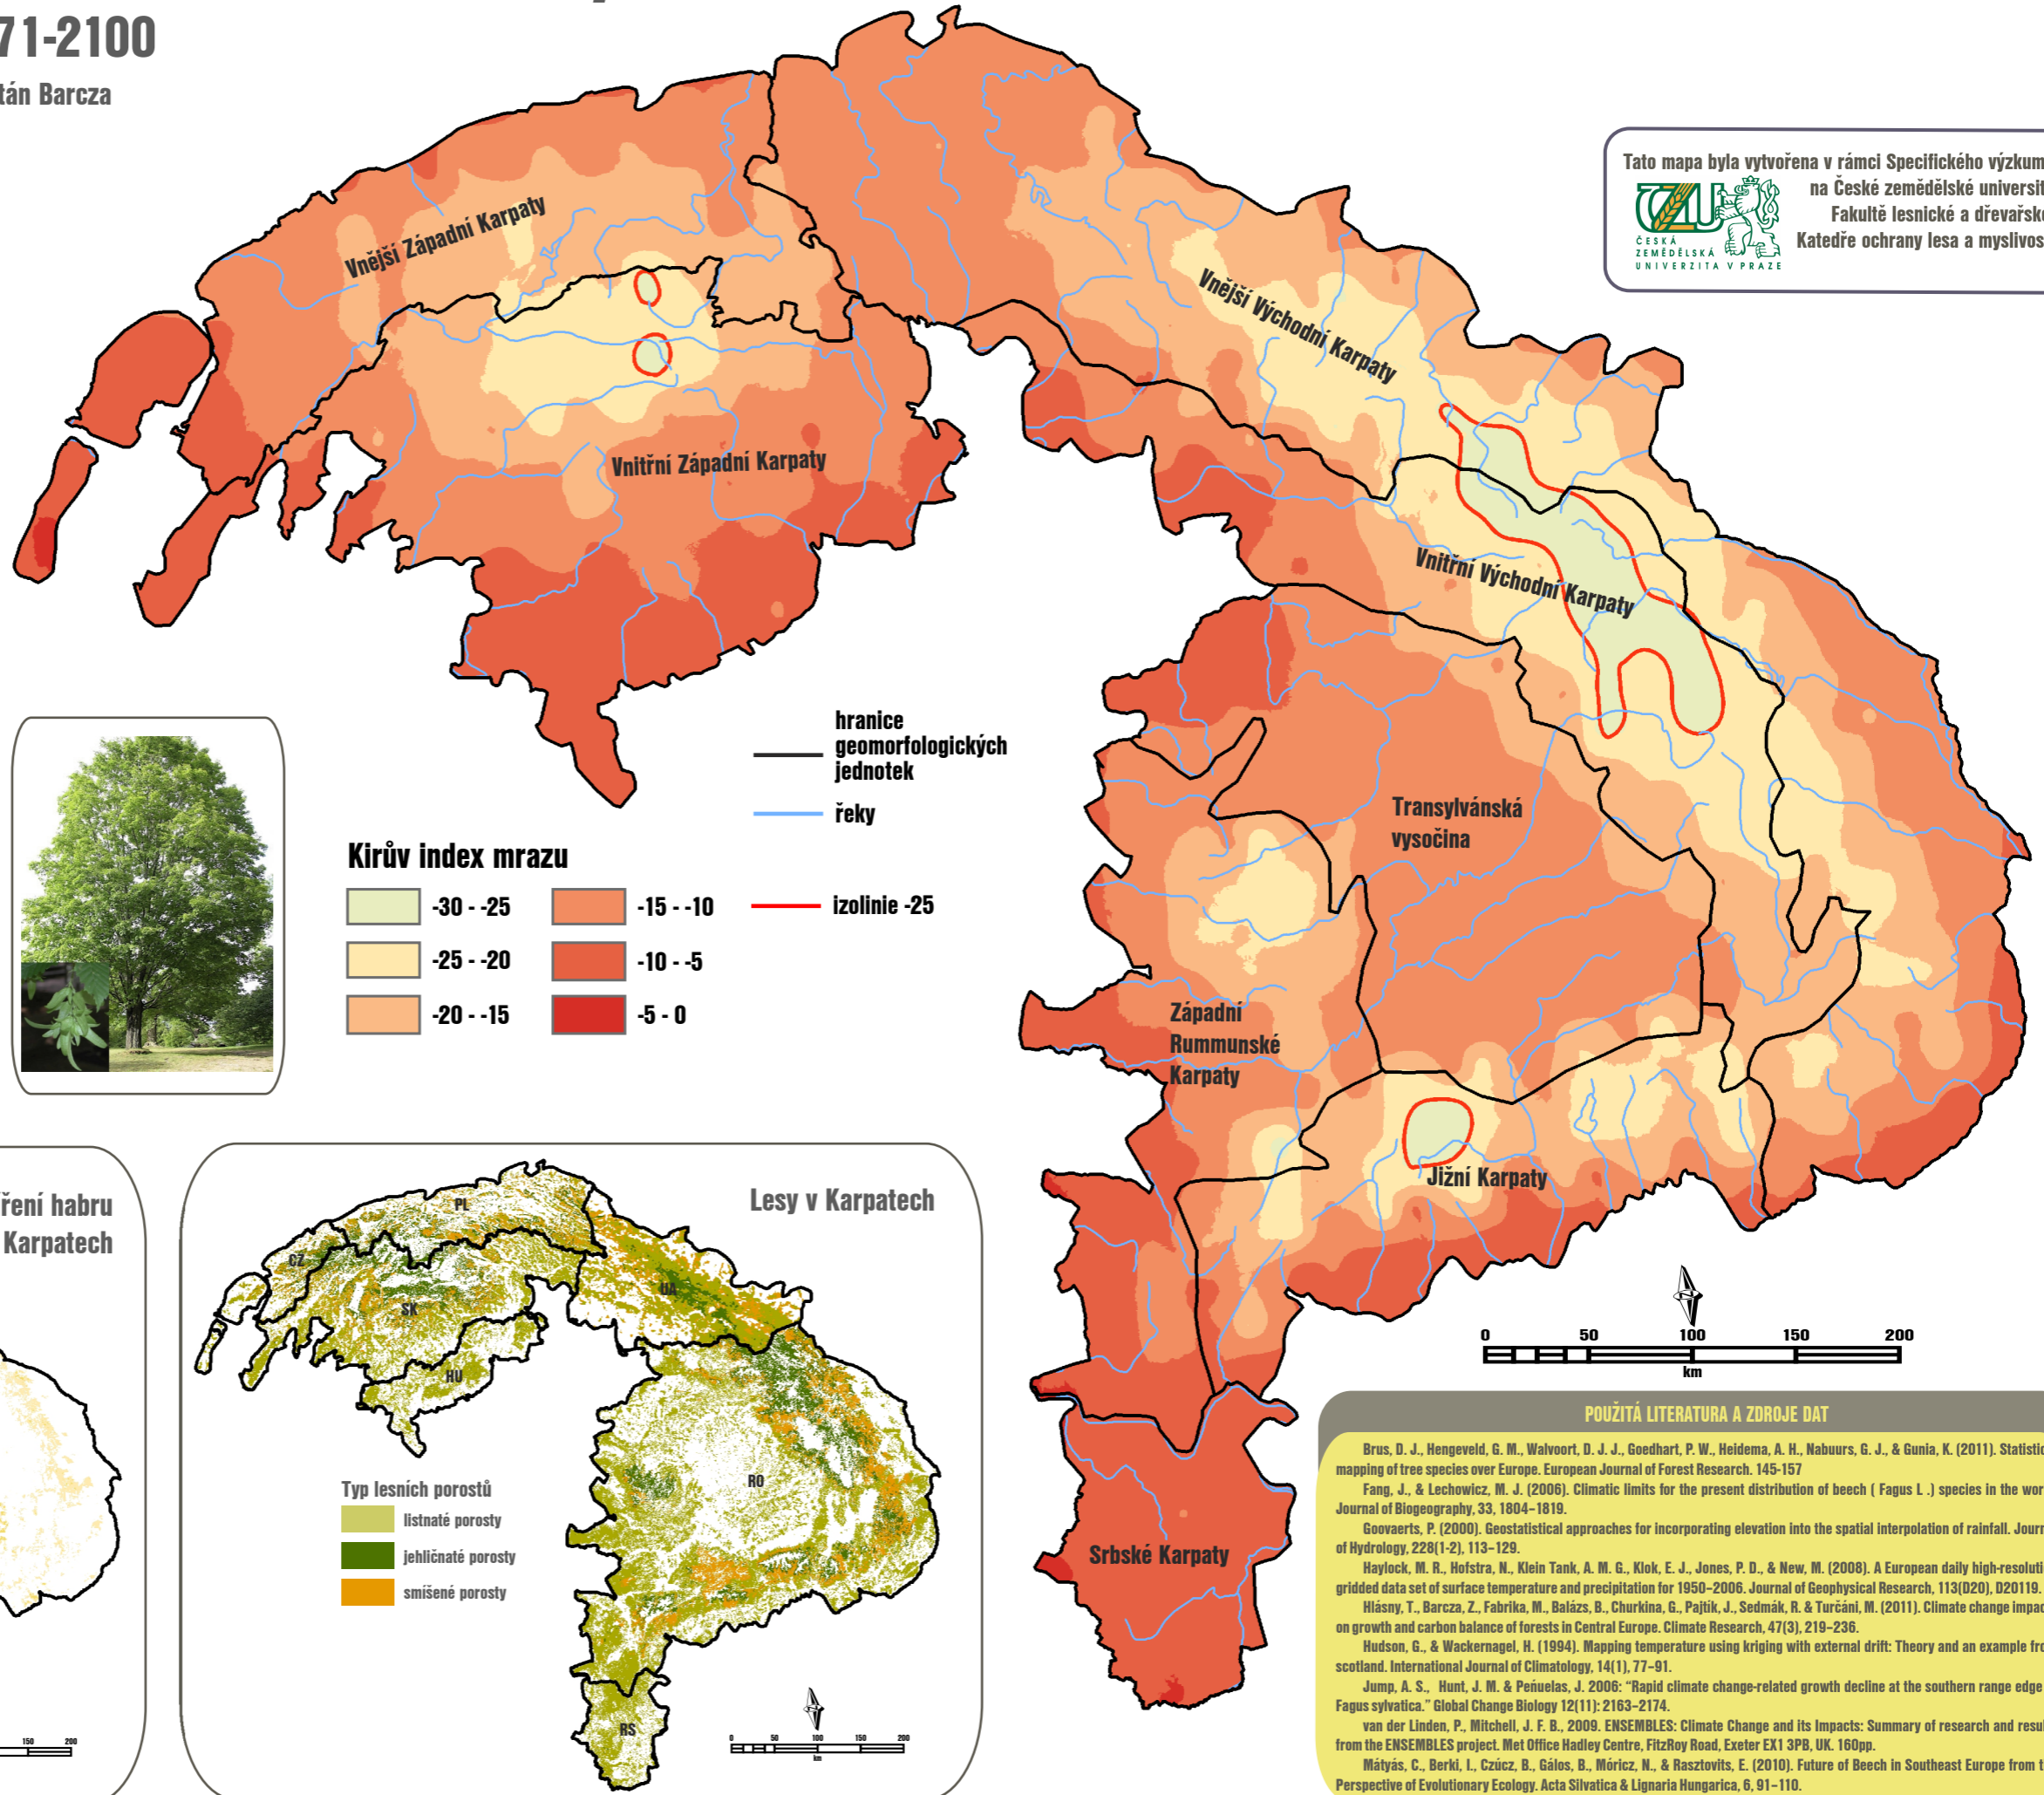 71-2100
tán Barcza
Tato mapa byla vytvořena v rámci Specifického výzkum
na České zemědělské universit
Fakultě lesnické a dřevařsk
Katedře ochrany lesa a myslivos
ČZU
ČESKÁ
ZEMĚDĚLSKÁ
UNIVERZITA V PRAZE
Vnější Západní Karpaty
Vnější Východní Karpaty
Vnitřní Západní Karpaty
Vnitřní Východní Karpaty
Transylvánská
vysočina
Západní
Rummunské
Karpaty
Jižní Karpaty
Srbské Karpaty
hranice
geomorfologických
jednotek
řeky
izolinie -25
Kirův index mrazu
-30 - -25
-25 - -20
-20 - -15
-15 - -10
-10 - -5
-5 - 0
ření habru
Karpatech
150 200
Lesy v Karpatech
PL
CZ
SK
UA
HU
RO
RS
Typ lesních porostů
listnaté porosty
jehličnaté porosty
smíšené porosty
0 50 100 150 200
km
0 50 100 150 200
km
POUŽITÁ LITERATURA A ZDROJE DAT
Brus, D. J., Hengeveld, G. M., Walvoort, D. J. J., Goedhart, P. W., Heidema, A. H., Nabuurs, G. J., & Gunia, K. (2011). Statistic
mapping of tree species over Europe. European Journal of Forest Research. 145-157
Fang, J., & Lechowicz, M. J. (2006). Climatic limits for the present distribution of beech ( Fagus L .) species in the wor
Journal of Biogeography, 33, 1804–1819.
Goovaerts, P. (2000). Geostatistical approaches for incorporating elevation into the spatial interpolation of rainfall. Journ
of Hydrology, 228(1-2), 113–129.
Haylock, M. R., Hofstra, N., Klein Tank, A. M. G., Klok, E. J., Jones, P. D., & New, M. (2008). A European daily high-resoluti
gridded data set of surface temperature and precipitation for 1950–2006. Journal of Geophysical Research, 113(D20), D20119.
Hlásny, T., Barcza, Z., Fabrika, M., Balázs, B., Churkina, G., Pajtík, J., Sedmák, R. & Turčáni, M. (2011). Climate change impac
on growth and carbon balance of forests in Central Europe. Climate Research, 47(3), 219–236.
Hudson, G., & Wackernagel, H. (1994). Mapping temperature using kriging with external drift: Theory and an example fro
scotland. International Journal of Climatology, 14(1), 77–91.
Jump, A. S., Hunt, J. M. & Peñuelas, J. 2006: “Rapid climate change-related growth decline at the southern range edge
Fagus sylvatica.” Global Change Biology 12(11): 2163–2174.
van der Linden, P., Mitchell, J. F. B., 2009. ENSEMBLES: Climate Change and its Impacts: Summary of research and resul
from the ENSEMBLES project. Met Office Hadley Centre, FitzRoy Road, Exeter EX1 3PB, UK. 160pp.
Mátyás, C., Berki, I., Czúcz, B., Gálos, B., Móricz, N., & Rasztovits, E. (2010). Future of Beech in Southeast Europe from th
Perspective of Evolutionary Ecology. Acta Silvatica & Lignaria Hungarica, 6, 91–110.